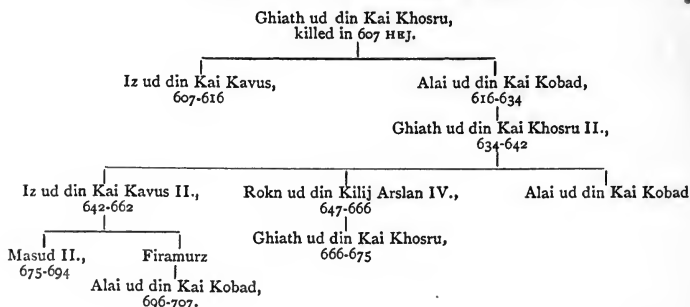 Ghiath ud din Kai Khosru,
killed in 607 HEJ.
Iz ud din Kai Kavus,
607-616
Alai ud din Kai Kobad,
616-634
Ghiath ud din Kai Khosru II.,
634-642
Iz ud din Kai Kavus II.,
642-662
Rokn ud din Kilij Arslan IV.,
647-666
Alai ud din Kai Kobad
Ghiath ud din Kai Khosru,
666-675
Masud II.,
675-694
Firamurz
Alai ud din Kai Kobad,
696-707.